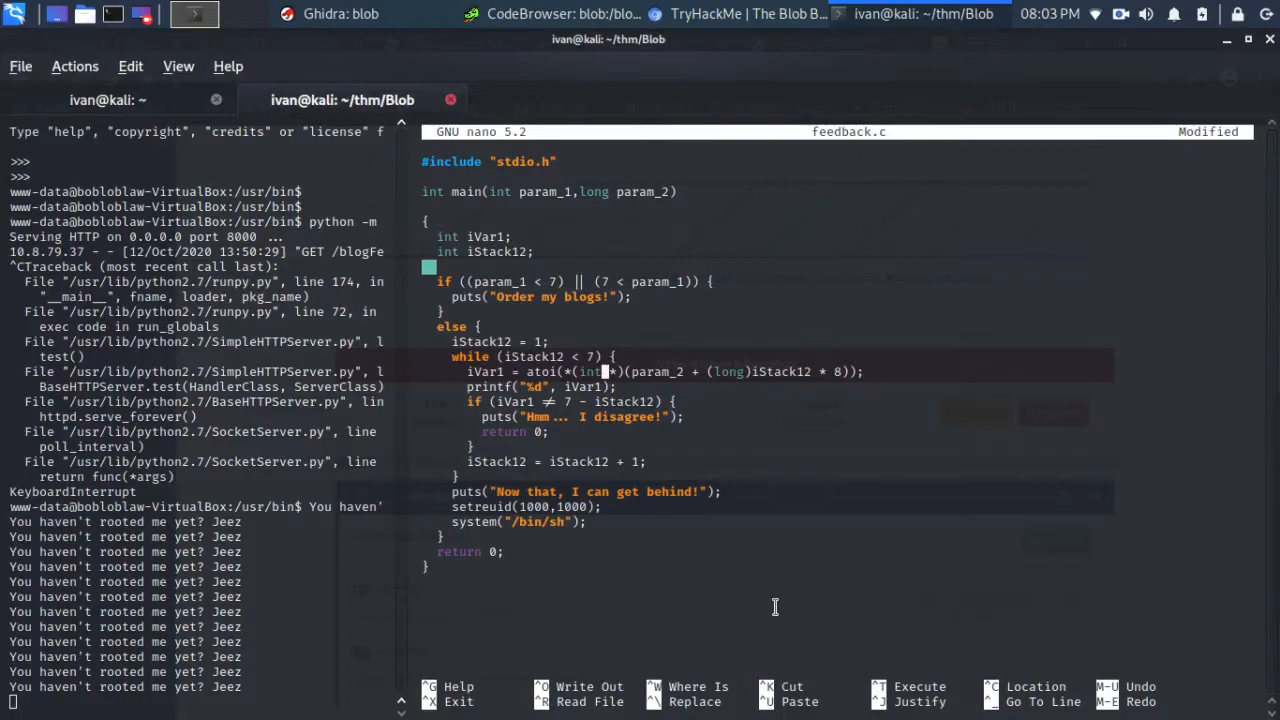 Ghidra: blob
CodeBrowser: blob:/blo...
TryHackMe | The Blob B...
ivan@kali: ~/thm/Blob
08:03 PM
ivan@kali: ~/thm/Blob
File Actions Edit View Help
ivan@kali: ~
ivan@kali: ~/thm/Blob
Type "help", "copyright", "credits" or "license" f
>>>
>>>
www-data@bobloblaw-VirtualBox:/usr/bin$
www-data@bobloblaw-VirtualBox:/usr/bin$
www-data@bobloblaw-VirtualBox:/usr/bin$ python -m
Serving HTTP on 0.0.0.0 port 8000 ...
10.8.79.37 - - [12/Oct/2020 13:50:29] "GET /blogFe
^CTraceback (most recent call last):
File "/usr/lib/python2.7/runpy.py", line 174, in
"__main__", fname, loader, pkg_name)
File "/usr/lib/python2.7/runpy.py", line 72, in
exec code in run_globals
File "/usr/lib/python2.7/SimpleHTTPServer.py", l
test()
File "/usr/lib/python2.7/SimpleHTTPServer.py", l
BaseHTTPServer.test(HandlerClass, ServerClass)
File "/usr/lib/python2.7/BaseHTTPServer.py", lin
httpd.serve_forever()
File "/usr/lib/python2.7/SocketServer.py", line
poll_interval)
File "/usr/lib/python2.7/SocketServer.py", line
return func(*args)
KeyboardInterrupt
www-data@bobloblaw-VirtualBox:/usr/bin$ You haven'
You haven't rooted me yet? Jeez
You haven't rooted me yet? Jeez
You haven't rooted me yet? Jeez
You haven't rooted me yet? Jeez
You haven't rooted me yet? Jeez
You haven't rooted me yet? Jeez
You haven't rooted me yet? Jeez
You haven't rooted me yet? Jeez
You haven't rooted me yet? Jeez
You haven't rooted me yet? Jeez
You haven't rooted me yet? Jeez
You haven't rooted me yet? Jeez
GNU nano 5.2 feedback.c Modified
#include "stdio.h"
int main(int param_1,long param_2)
{
int iVar1;
int iStack12;
if ((param_1 < 7) || (7 < param_1)) {
puts("Order my blogs!");
}
else {
iStack12 = 1;
while (iStack12 < 7) {
iVar1 = atoi(*(int *)(param_2 + (long)iStack12 * 8));
printf("%d", iVar1);
if (iVar1 ≠ 7 - iStack12) {
puts("Hmm... I disagree!");
return 0;
}
iStack12 = iStack12 + 1;
}
puts("Now that, I can get behind!");
setreuid(1000,1000);
system("/bin/sh");
}
return 0;
}
^G Help ^O Write Out ^W Where Is ^K Cut ^T Execute ^C Location M-U Undo
^X Exit ^R Read File ^\ Replace ^U Paste ^J Justify ^_ Go To Line M-E Redo